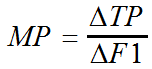 MP = ΔTP / ΔF1